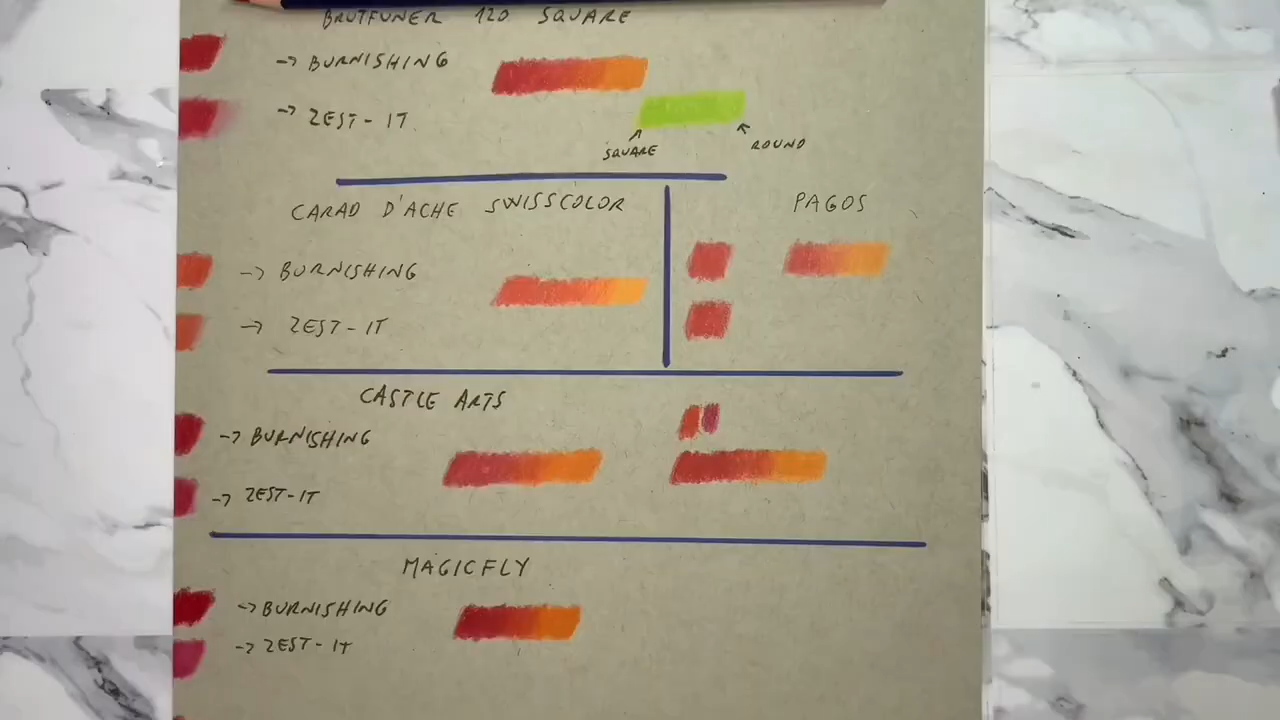 BRUTFUNER 120 SQUARE
→ BURNISHING
→ ZEST-IT
SQUARE
ROUND
CARAD D'ACHE SWISSCOLOR
PAGOS
→ BURNISHING
→ ZEST-IT
CASTLE ARTS
→ BURNISHING
→ ZEST-IT
MAGICFLY
→ BURNISHING
→ ZEST-IT